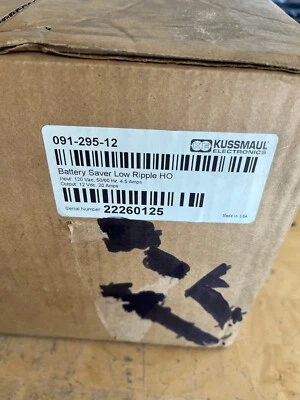 091-295-12
KUSSMAUL
ELECTRONICS
Battery Saver Low Ripple HO
Input: 120 Vac, 50/60 Hz, 4.5 Amps
Output: 12 Vdc, 20 Amps
Serial Number: 22260125
Made in USA